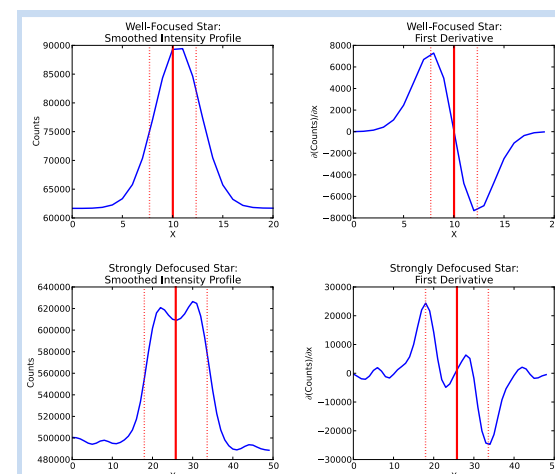 Well-Focused Star:
Smoothed Intensity Profile
90000
85000
80000
75000
70000
65000
60000
Counts
0 5 10 15 20
X
Well-Focused Star:
First Derivative
8000
6000
4000
2000
0
−2000
−4000
−6000
−8000
∂(Counts)/∂x
0 5 10 15 20
X
Strongly Defocused Star:
Smoothed Intensity Profile
640000
620000
600000
580000
560000
540000
520000
500000
480000
Counts
0 10 20 30 40 50
Strongly Defocused Star:
First Derivative
30000
20000
10000
0
−10000
−20000
−30000
∂(Counts)/∂x
0 10 20 30 40 50